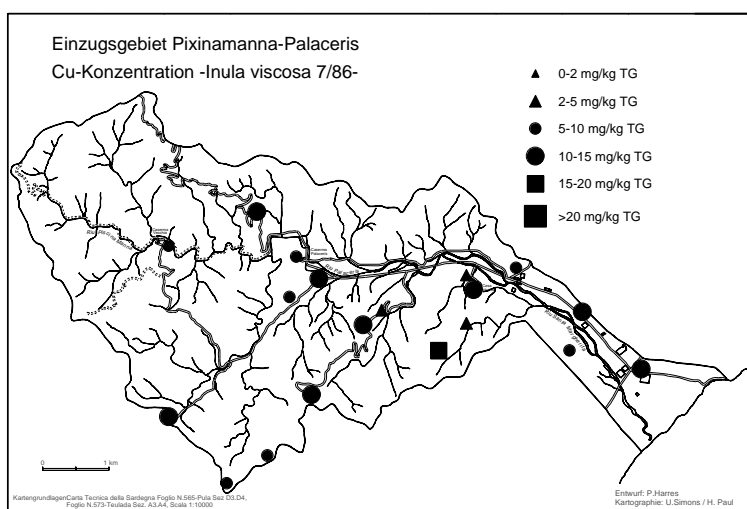 Einzugsgebiet Pixinamanna-Palaceris
Cu-Konzentration -Inula viscosa 7/86-
0-2 mg/kg TG
2-5 mg/kg TG
5-10 mg/kg TG
10-15 mg/kg TG
15-20 mg/kg TG
>20 mg/kg TG
0 1 km
KartengrundlagenCarta Tecnica della Sardegna Foglio N.565-Pula Sez D3.D4,
Foglio N.573-Teulada Sez. A3.A4, Scala 1:10000
Entwurf: P.Harres
Kartographie: U.Simons / H. Paul